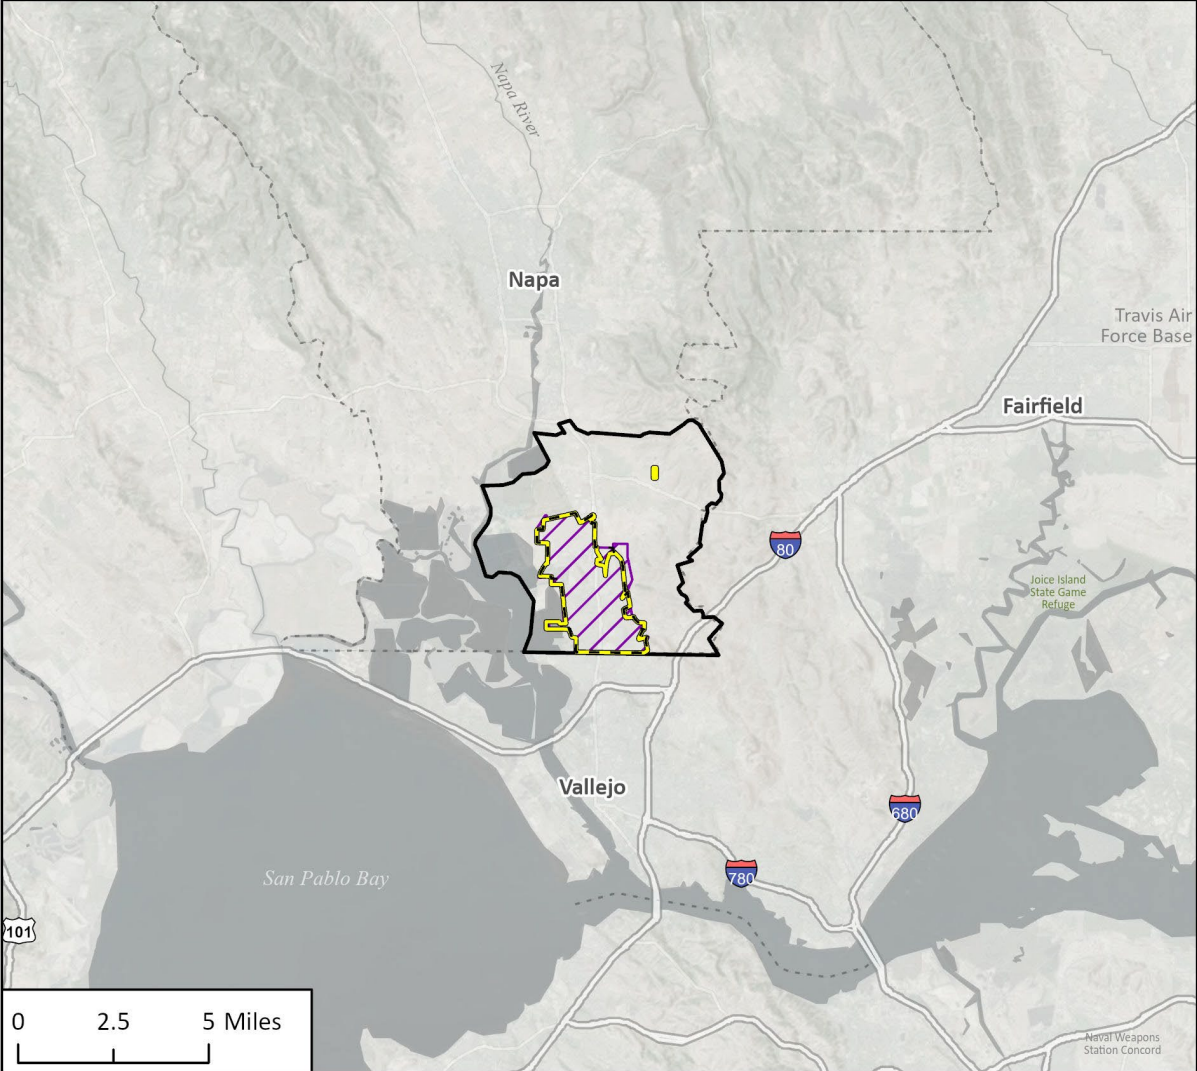 Napa River
Napa
Travis Air
Force Base
Fairfield
80
Joice Island
State Game
Refuge
Vallejo
680
780
San Pablo Bay
101
0 2.5 5 Miles
Naval Weapons
Station Concord